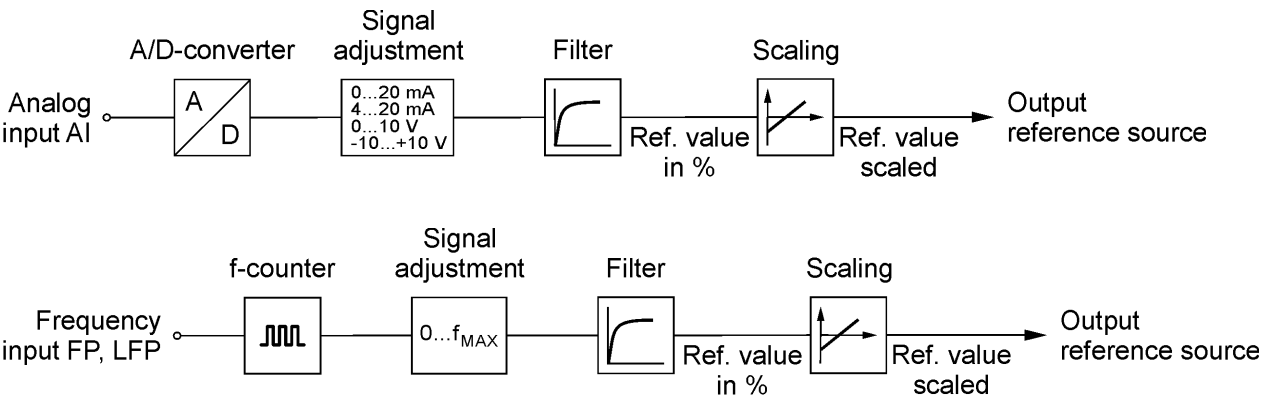 Signal
A/D-converter adjustment Filter Scaling
Analog
input AI
A
D
0...20 mA
4...20 mA
0...10 V
-10...+10 V
Ref. value
in %
Ref. value
scaled
Output
reference source
Signal
f-counter adjustment Filter Scaling
Frequency
input FP, LFP
0...fMAX
Ref. value
in %
Ref. value
scaled
Output
reference source